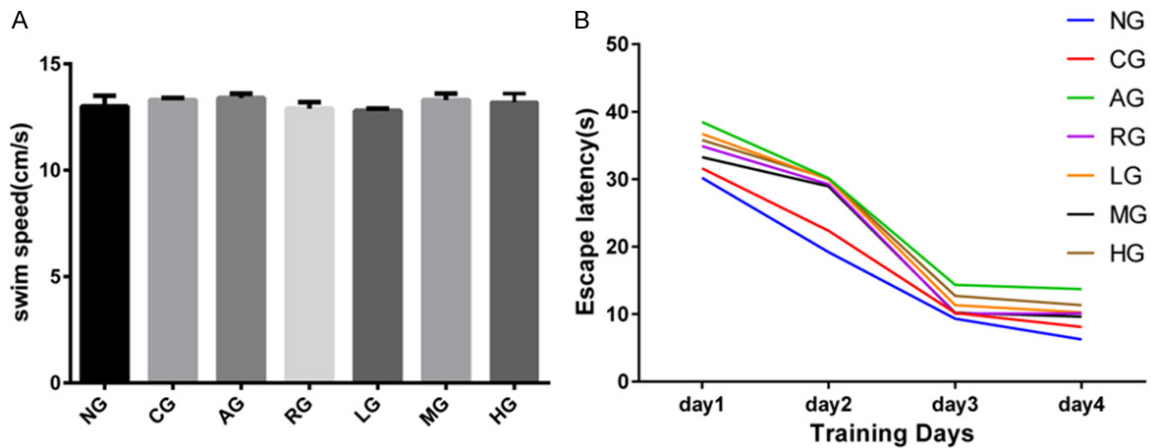 A
swim speed(cm/s)
15
10
5
0
NG
CG
AG
RG
LG
MG
HG
B
Escape latency(s)
50
40
30
20
10
0
day1
day2
day3
day4
Training Days
NG
CG
AG
RG
LG
MG
HG